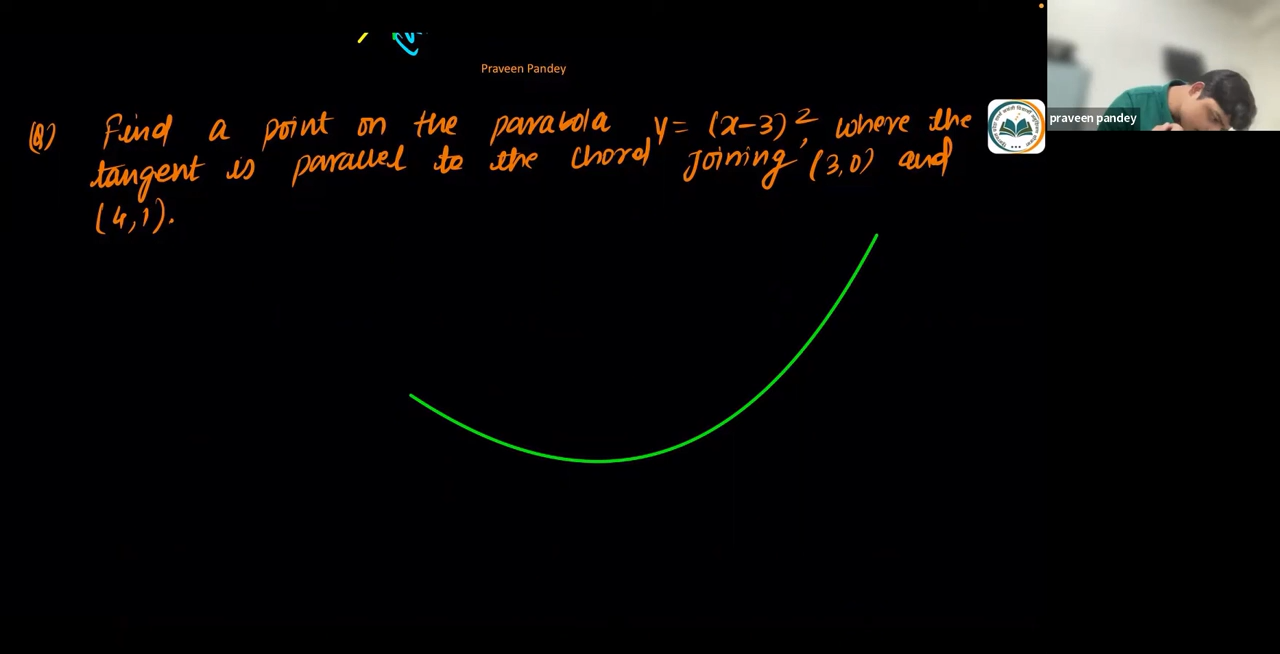 Praveen Pandey
praveen pandey
(Q) Find a point on the parabola y = (x-3)², where the
tangent is parallel to the chord joining (3,0) and
(4,1).